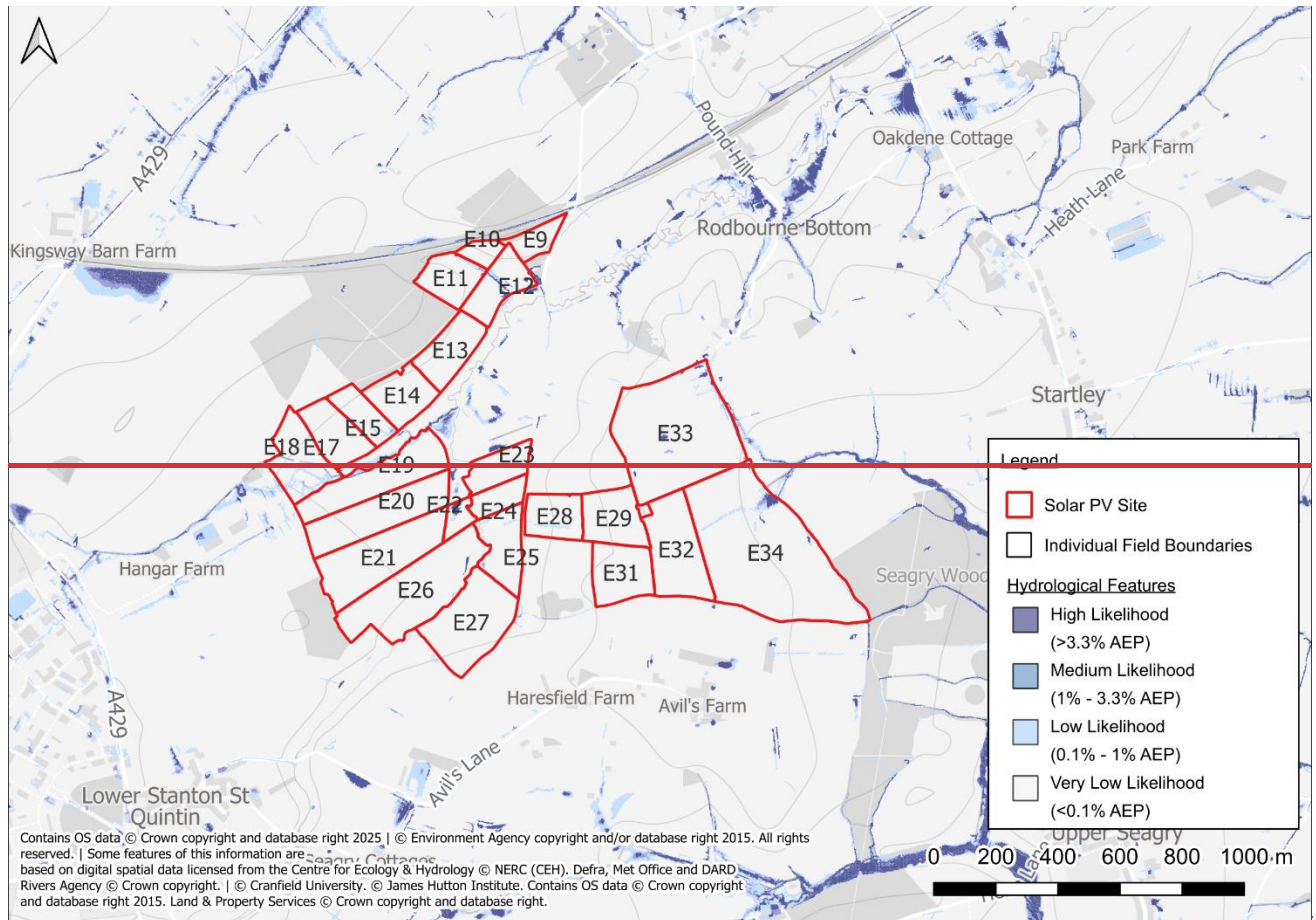 Pound Hill
Oakdene Cottage
Park Farm
A429
Heath Lane
Rodbourne Bottom
Kingsway Barn Farm
E10
E9
E11
E12
E13
E14
Startley
E15
E33
E18
E17
E23
E19
E20
E22
E24
E28
E29
E21
E25
E32
E34
Hangar Farm
E31
Seagry Wood
E26
E27
Haresfield Farm
Avil's Farm
A429
Avil's Lane
Lower Stanton St
Quintin
Seagry Cottages
Upper Seagry
Lane
Legend
Solar PV Site
Individual Field Boundaries
Hydrological Features
High Likelihood
(>3.3% AEP)
Medium Likelihood
(1% - 3.3% AEP)
Low Likelihood
(0.1% - 1% AEP)
Very Low Likelihood
(<0.1% AEP)
0 200 400 600 800 1000 m
Contains OS data © Crown copyright and database right 2025 | © Environment Agency copyright and/or database right 2015. All rights
reserved. | Some features of this information are
based on digital spatial data licensed from the Centre for Ecology & Hydrology © NERC (CEH). Defra, Met Office and DARD
Rivers Agency © Crown copyright. | © Cranfield University. © James Hutton Institute. Contains OS data © Crown copyright
and database right 2015. Land & Property Services © Crown copyright and database right.